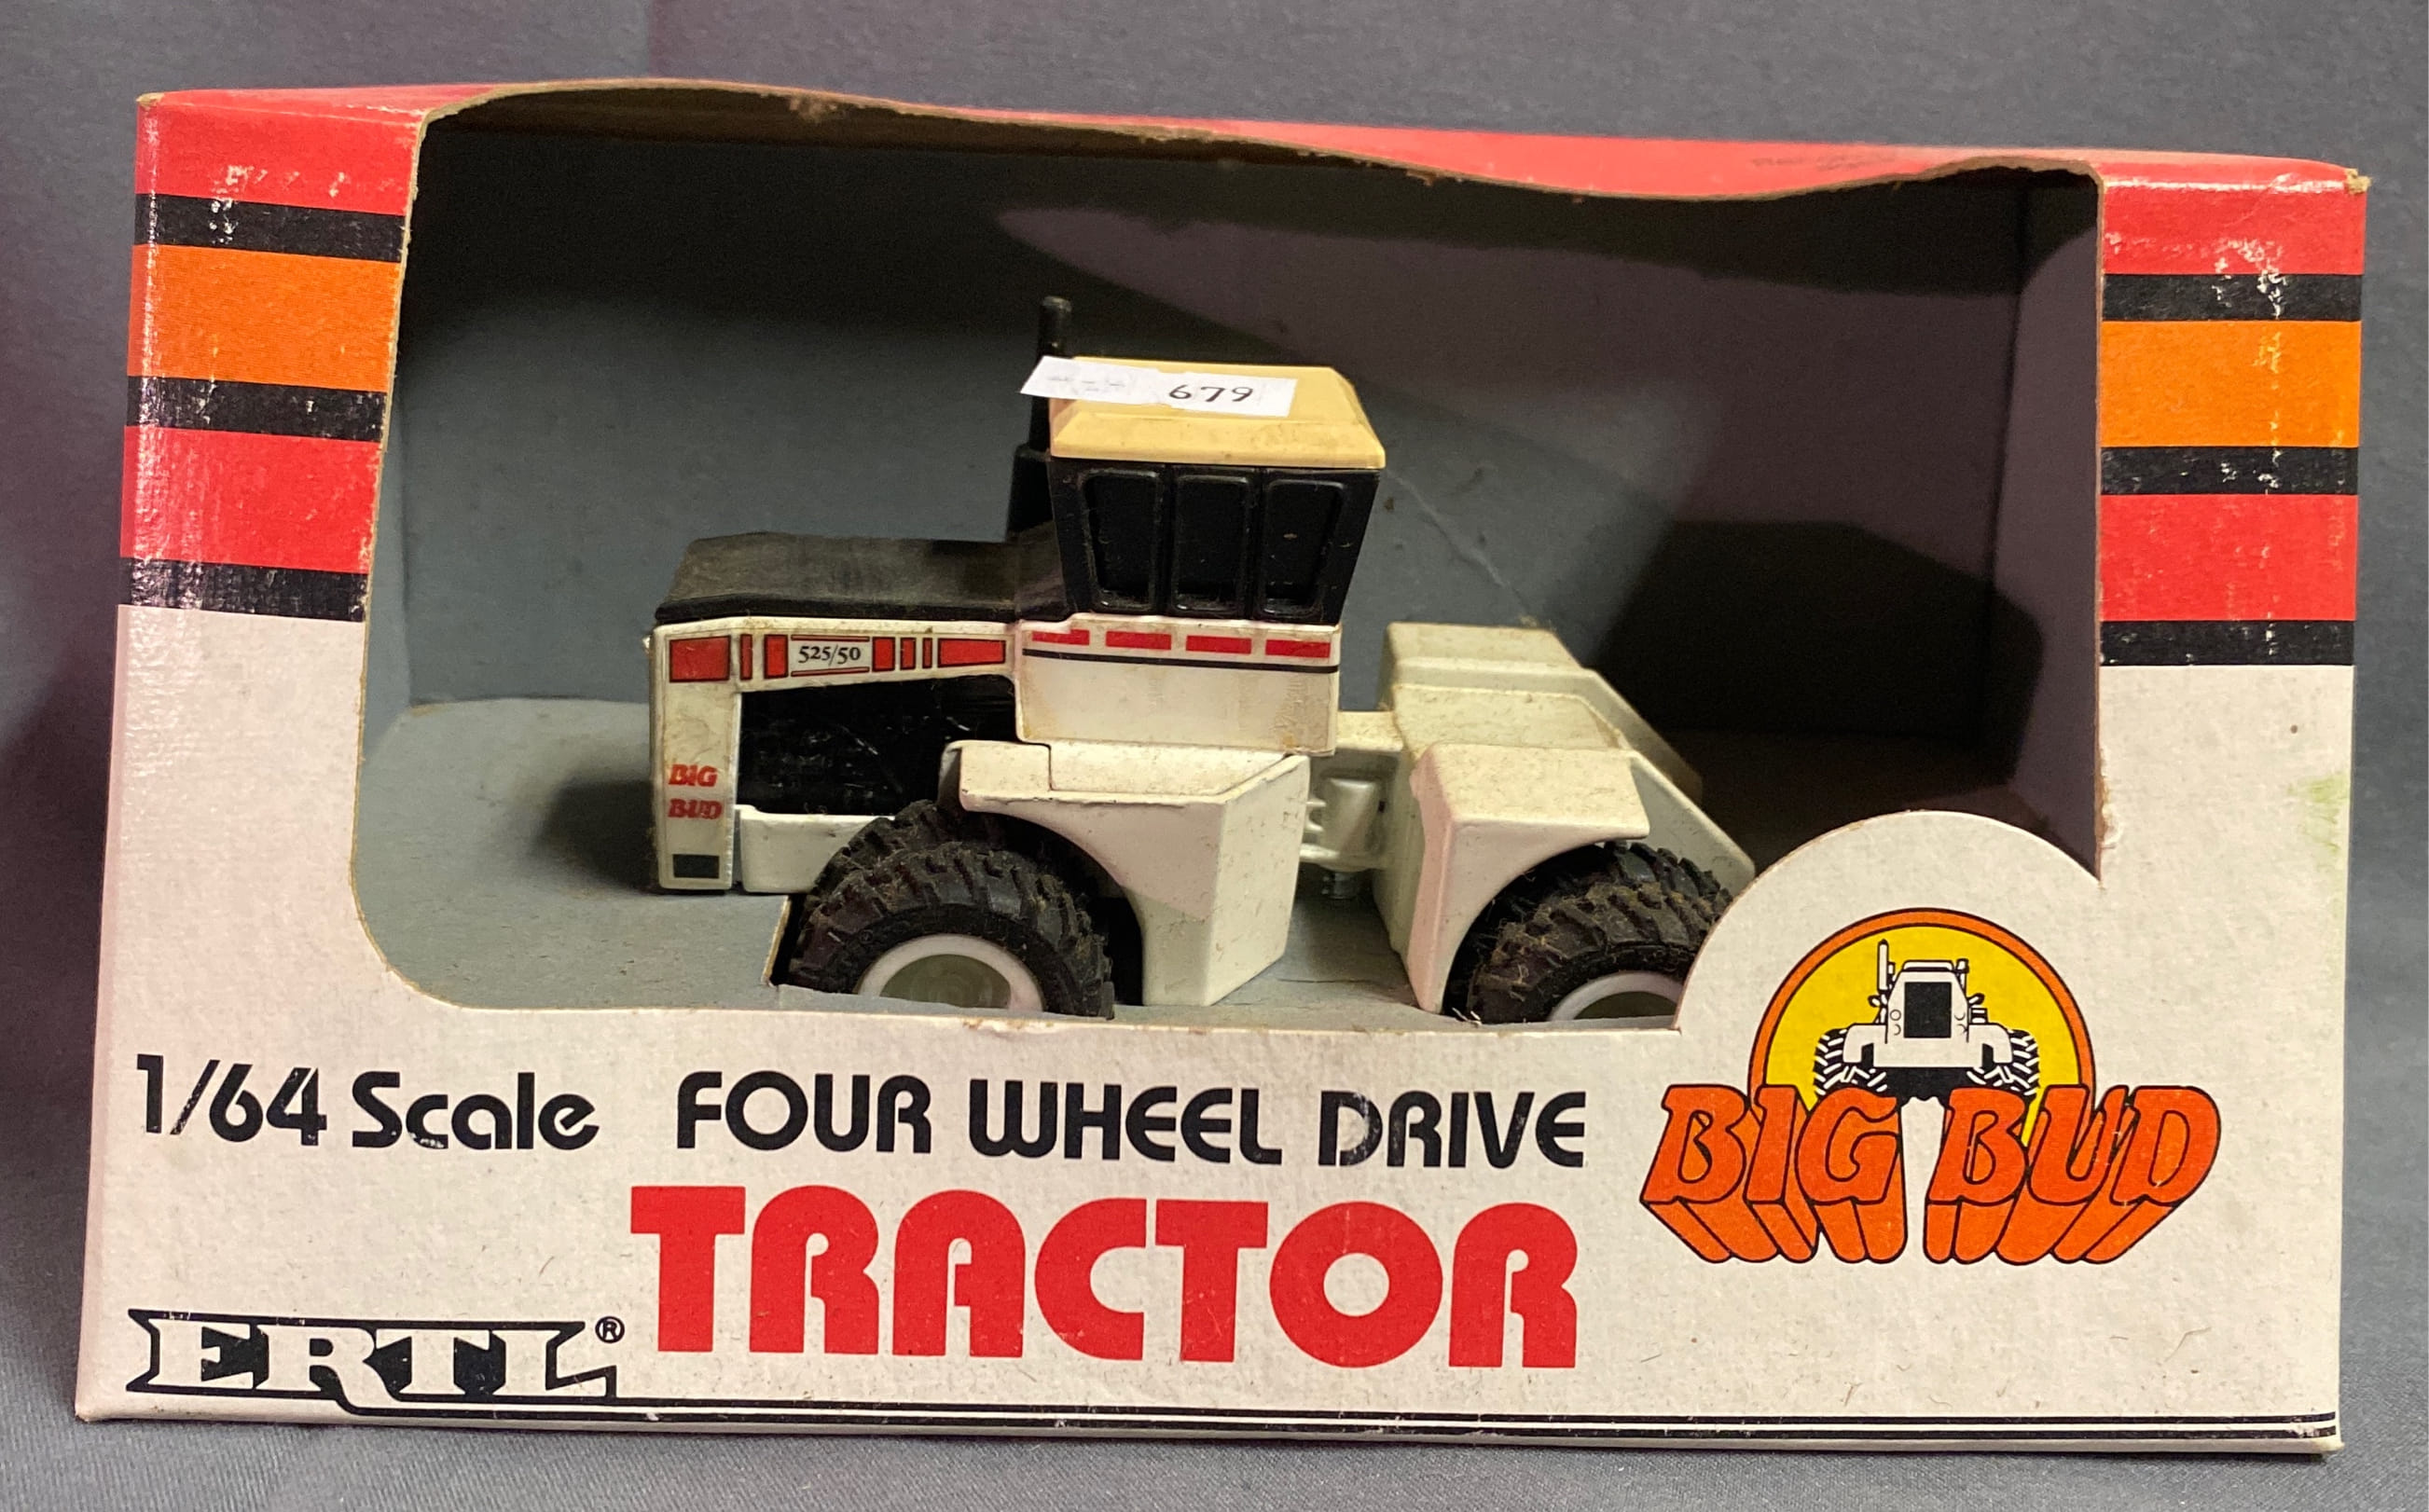 679
525/50
BIG
BUD
1/64 Scale FOUR WHEEL DRIVE
TRACTOR
BIG BUD
ERTL®